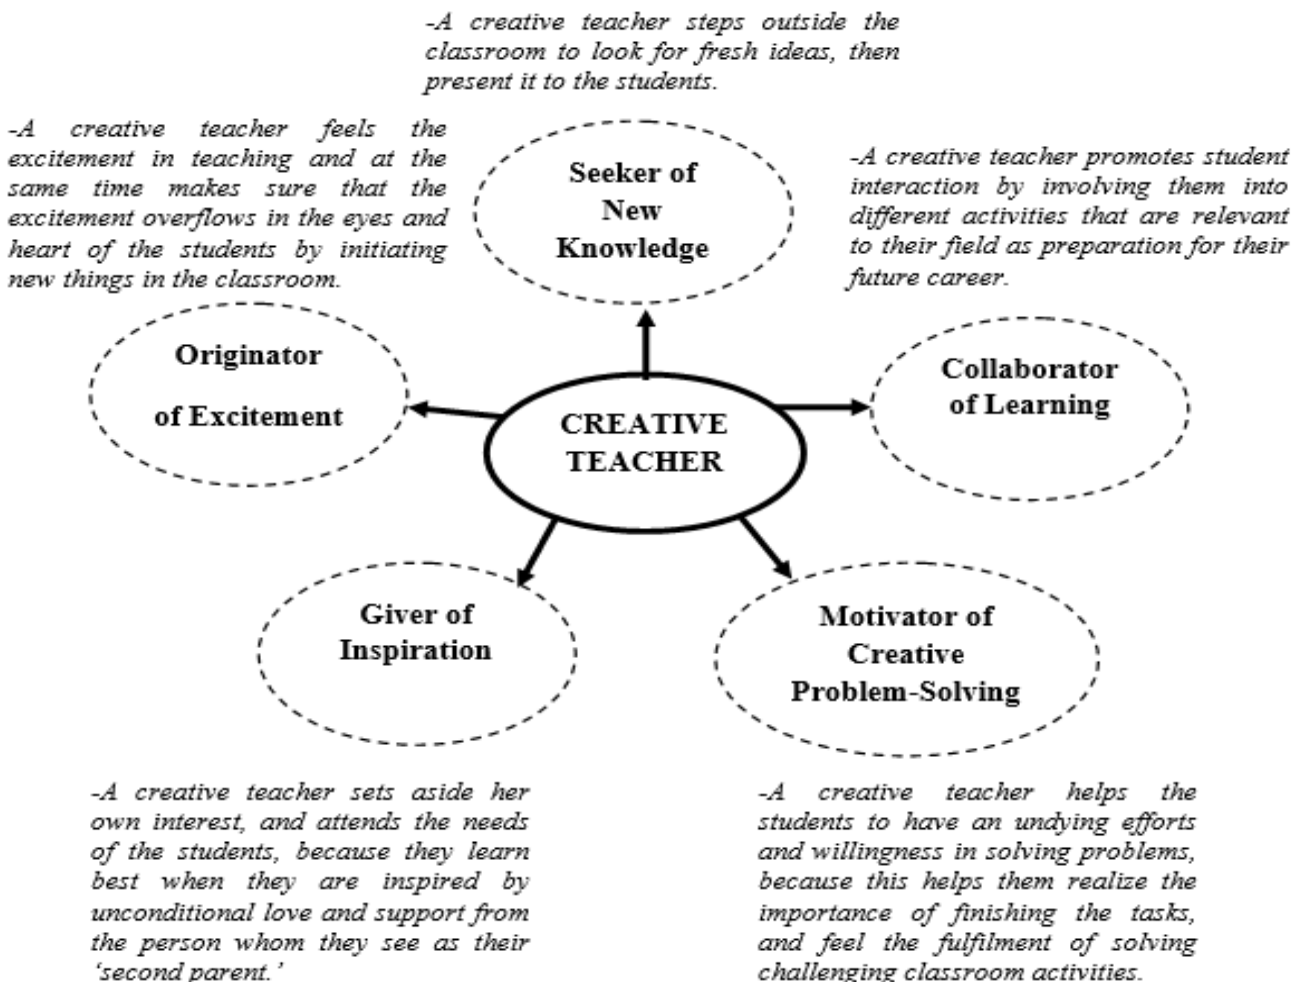 -A creative teacher steps outside the
classroom to look for fresh ideas, then
present it to the students.
-A creative teacher feels the
excitement in teaching and at the
same time makes sure that the
excitement overflows in the eyes and
heart of the students by initiating
new things in the classroom.
Seeker of
New
Knowledge
-A creative teacher promotes student
interaction by involving them into
different activities that are relevant
to their field as preparation for their
future career.
Originator
of Excitement
CREATIVE
TEACHER
Collaborator
of Learning
Giver of
Inspiration
Motivator of
Creative
Problem-Solving
-A creative teacher sets aside her
own interest, and attends the needs
of the students, because they learn
best when they are inspired by
unconditional love and support from
the person whom they see as their
‘second parent.’
-A creative teacher helps the
students to have an undying efforts
and willingness in solving problems,
because this helps them realize the
importance of finishing the tasks,
and feel the fulfilment of solving
challenging classroom activities.